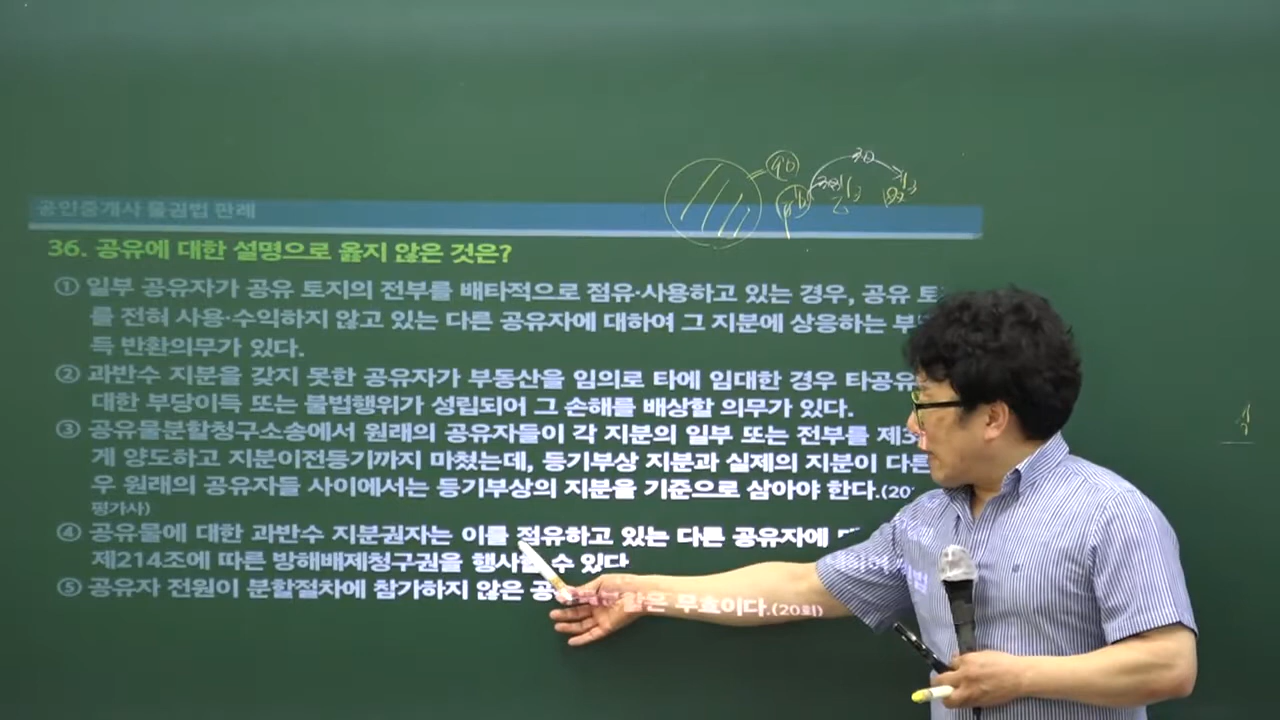 공인중개사 물권법 판례
36. 공유에 대한 설명으로 옳지 않은 것은?
① 일부 공유자가 공유 토지의 전부를 배타적으로 점유·사용하고 있는 경우, 공유 토
를 전혀 사용·수익하지 않고 있는 다른 공유자에 대하여 그 지분에 상응하는
득 반환의무가 있다.
② 과반수 지분을 갖지 못한 공유자가 부동산을 임의로 타에 임대한 경우 타공유
대한 부당이득 또는 불법행위가 성립되어 그 손해를 배상할 의무가 있다.
③ 공유물분할청구소송에서 원래의 공유자들이 각 지분의 일부 또는 전부를 제3
게 양도하고 지분이전등기까지 마쳤는데, 등기부상 지분과 실제의 지분이 다른
우 원래의 공유자들 사이에서는 등기부상의 지분을 기준으로 삼아야 한다.(20
평가사)
④ 공유물에 대한 과반수 지분권자는 이를 점유하고 있는 다른 공유자에 대하여 민법
제214조에 따른 방해배제청구권을 행사할 수 있다
⑤ 공유자 전원이 분할절차에 참가하지 않은 공유물분할은 무효이다.(20회)